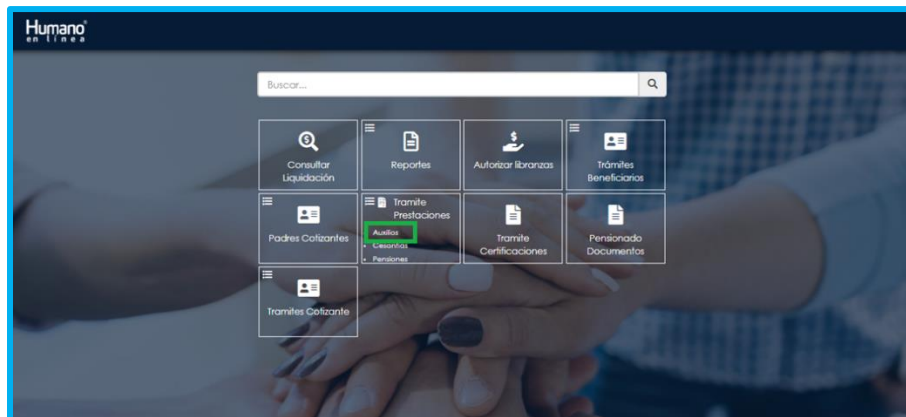 Humano®
en línea
Buscar...
Consultar
Liquidación
Reportes
Autorizar libranzas
Trámites
Beneficiarios
Padres Cotizantes
Tramite
Prestaciones
Auxilios
Cesantías
Pensiones
Tramite
Certificaciones
Pensionado
Documentos
Tramites Cotizante